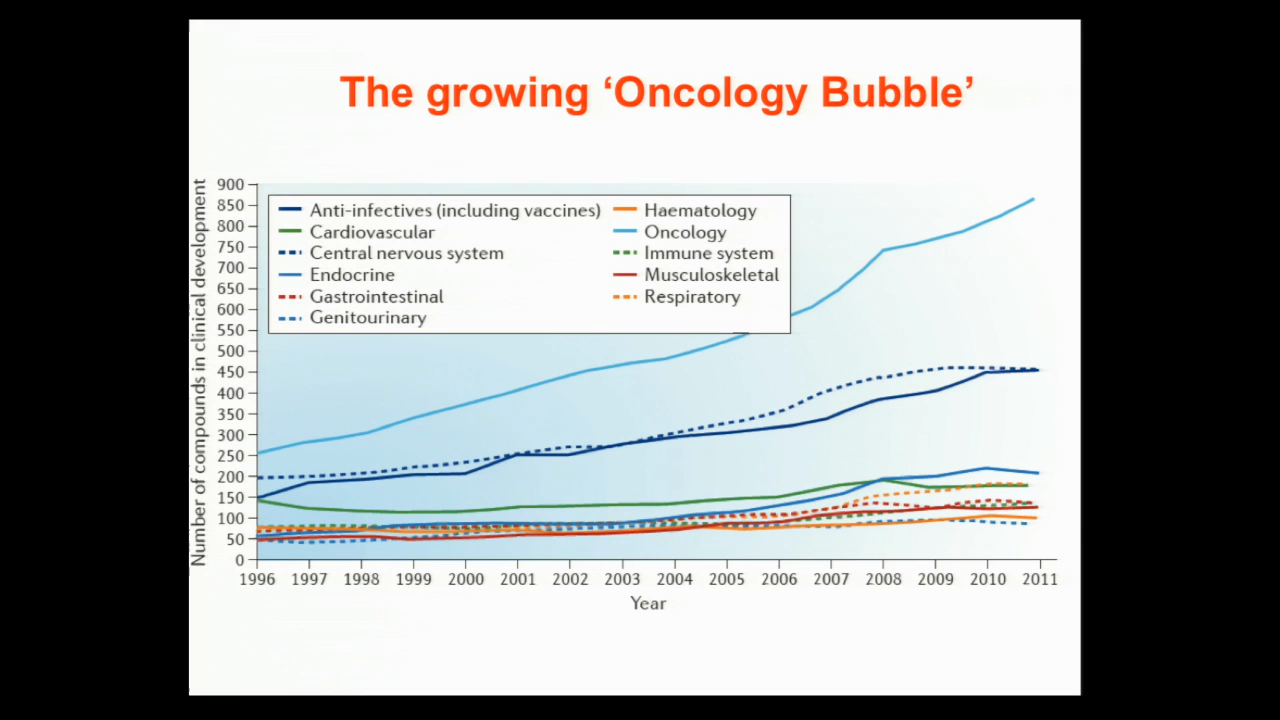 The growing ‘Oncology Bubble’
Number of compounds in clinical development
900
850
800
750
700
650
600
550
500
450
400
350
300
250
200
150
100
50
0
Anti-infectives (including vaccines)
Cardiovascular
Central nervous system
Endocrine
Gastrointestinal
Genitourinary
Haematology
Oncology
Immune system
Musculoskeletal
Respiratory
1996 1997 1998 1999 2000 2001 2002 2003 2004 2005 2006 2007 2008 2009 2010 2011
Year